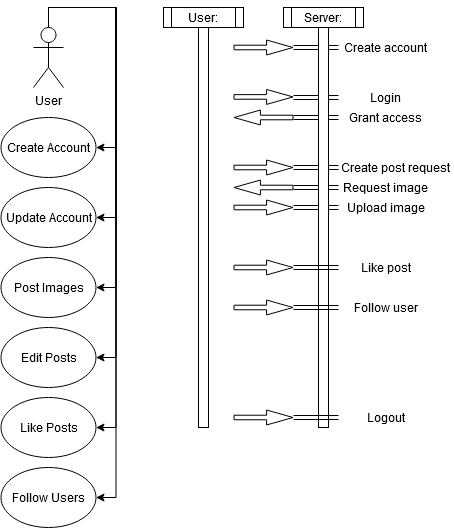 User
Create Account
Update Account
Post Images
Edit Posts
Like Posts
Follow Users
User:
Server:
Create account
Login
Grant access
Create post request
Request image
Upload image
Like post
Follow user
Logout